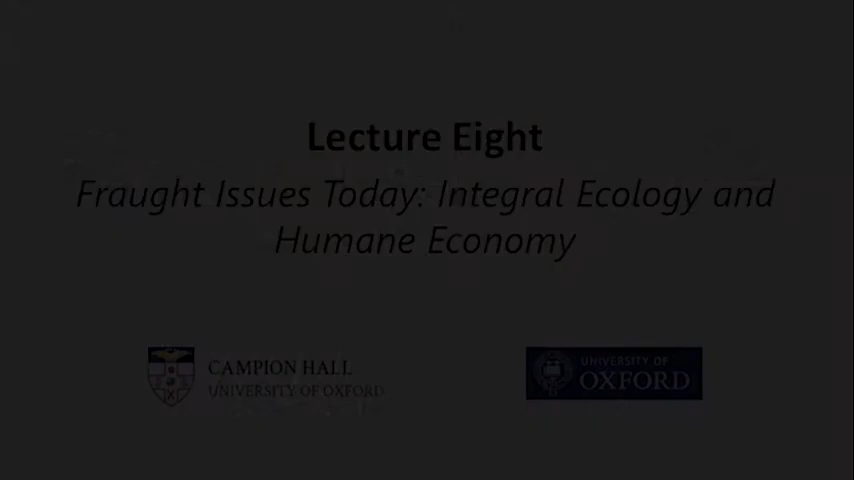 Lecture Eight
Fraught Issues Today: Integral Ecology and
Humane Economy
CAMPION HALL
UNIVERSITY OF OXFORD
UNIVERSITY OF
OXFORD